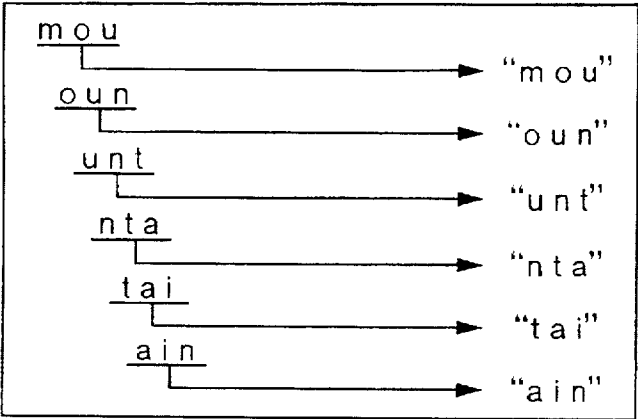 mou
"mou"
oun
"oun"
unt
"unt"
nta
"nta"
tai
"tai"
ain
"ain"